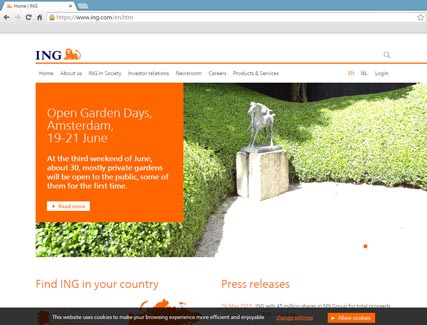 Home | ING
https://www.ing.com/en.htm
ING
Home About us ING in Society Investor relations Newsroom Careers Products & Services EN NL Login
Open Garden Days,
Amsterdam,
19-21 June
At the third weekend of June,
about 30, mostly private gardens
will be open to the public, some of
them for the first time.
Read more
Find ING in your country
Press releases
26 May 2015 ING sells 45 million shares in NN Group for total proceeds
This website uses cookies to make your browsing experience more efficient and enjoyable change settings Allow cookies